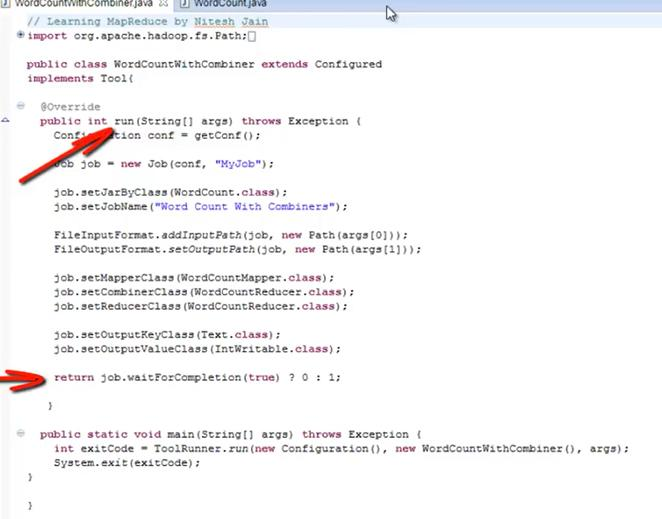 WordCountWithCombiner.java WordCount.java
// Learning MapReduce by Nitesh Jain
import org.apache.hadoop.fs.Path;
public class WordCountWithCombiner extends Configured
implements Tool{
@Override
public int run(String[] args) throws Exception {
Configuration conf = getConf();
Job job = new Job(conf, "MyJob");
job.setJarByClass(WordCount.class);
job.setJobName("Word Count With Combiners");
FileInputFormat.addInputPath(job, new Path(args[0]));
FileOutputFormat.setOutputPath(job, new Path(args[1]));
job.setMapperClass(WordCountMapper.class);
job.setCombinerClass(WordCountReducer.class);
job.setReducerClass(WordCountReducer.class);
job.setOutputKeyClass(Text.class);
job.setOutputValueClass(IntWritable.class);
return job.waitForCompletion(true) ? 0 : 1;
}
public static void main(String[] args) throws Exception {
int exitCode = ToolRunner.run(new Configuration(), new WordCountWithCombiner(), args);
System.exit(exitCode);
}
}